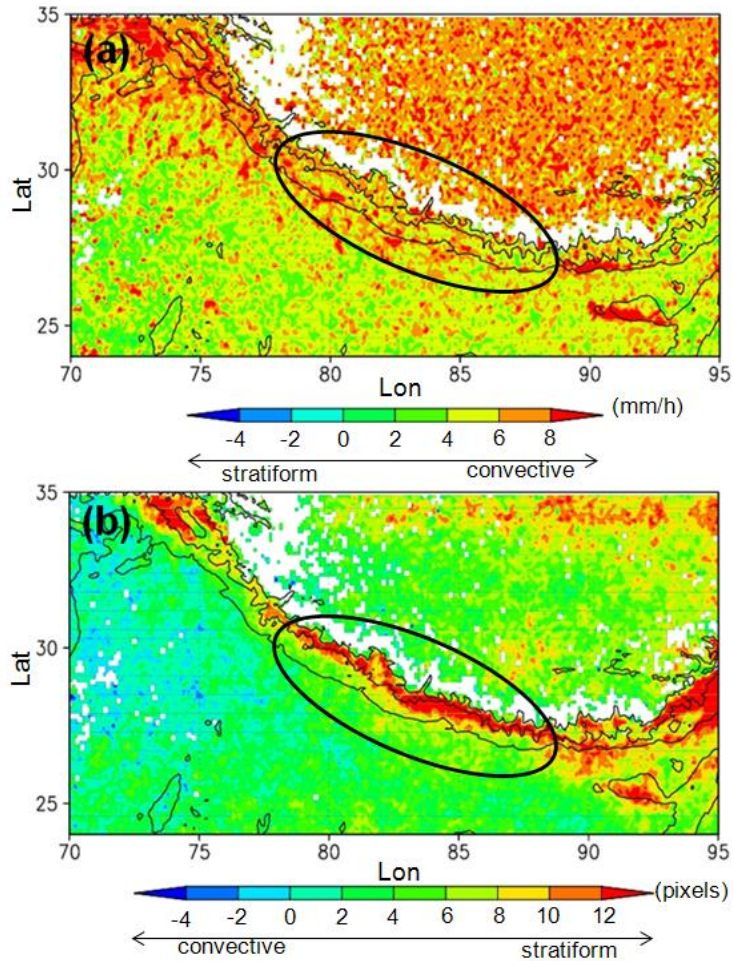 (a)
35
30
25
Lat
70 75 80 85 90 95
Lon
(mm/h)
-4 -2 0 2 4 6 8
stratiform convective
(b)
35
30
25
Lat
70 75 80 85 90 95
Lon
(pixels)
-4 -2 0 2 4 6 8 10 12
convective stratiform